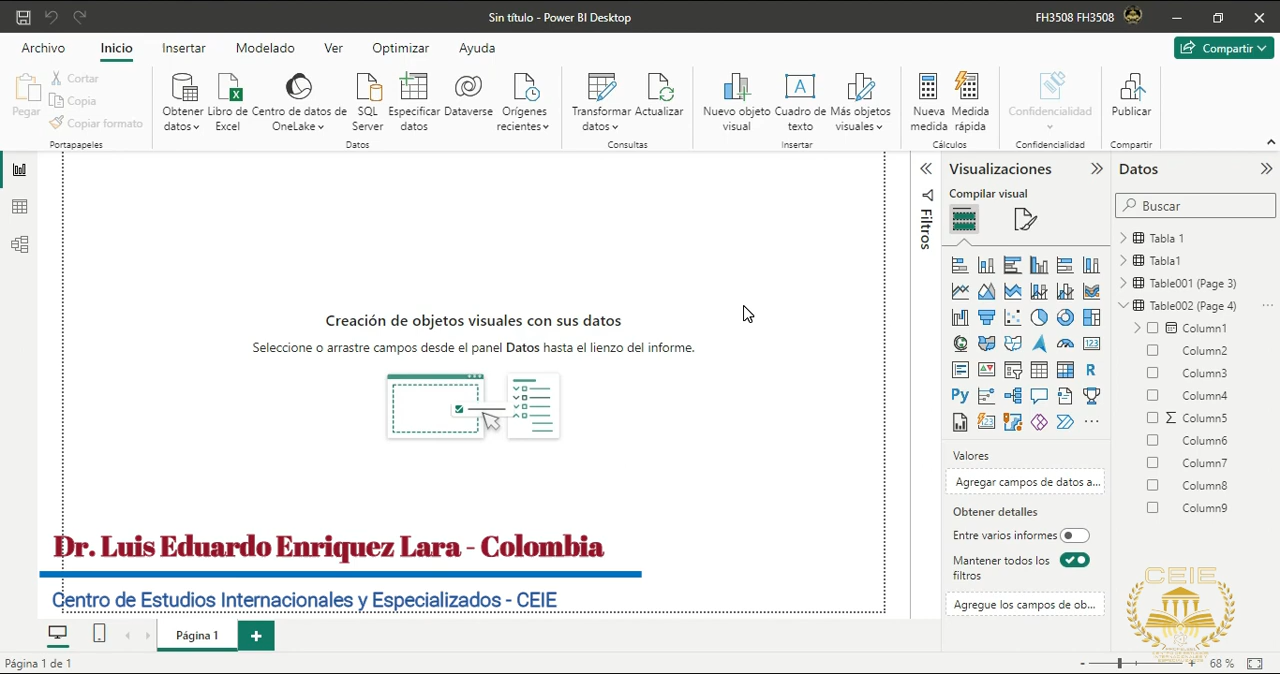 Sin título - Power BI Desktop
FH3508 FH3508
Archivo Inicio Insertar Modelado Ver Optimizar Ayuda
Compartir
Pegar
Cortar
Copia
Copiar formato
Portapapeles
Obtener datos
Libro de Excel
Centro de datos de OneLake
SQL Server
Especificar datos
Dataverse
Orígenes recientes
Datos
Transformar datos
Actualizar
Consultas
Nuevo objeto visual
Cuadro de texto
Más objetos visuales
Insertar
Nueva medida
Medida rápida
Cálculos
Confidencialidad
Confidencialidad
Publicar
Compartir
Creación de objetos visuales con sus datos
Seleccione o arrastre campos desde el panel Datos hasta el lienzo del informe.
Dr. Luis Eduardo Enriquez Lara - Colombia
Centro de Estudios Internacionales y Especializados - CEIE
Filtros
Visualizaciones
Compilar visual
R
Py
123
Valores
Agregar campos de datos a...
Obtener detalles
Entre varios informes
Mantener todos los
filtros
Agregue los campos de ob...
Datos
Buscar
Tabla 1
Tabla1
Table001 (Page 3)
Table002 (Page 4)
Column1
Column2
Column3
Column4
Column5
Column6
Column7
Column8
Column9
CEIE
Página 1
Página 1 de 1
68 %